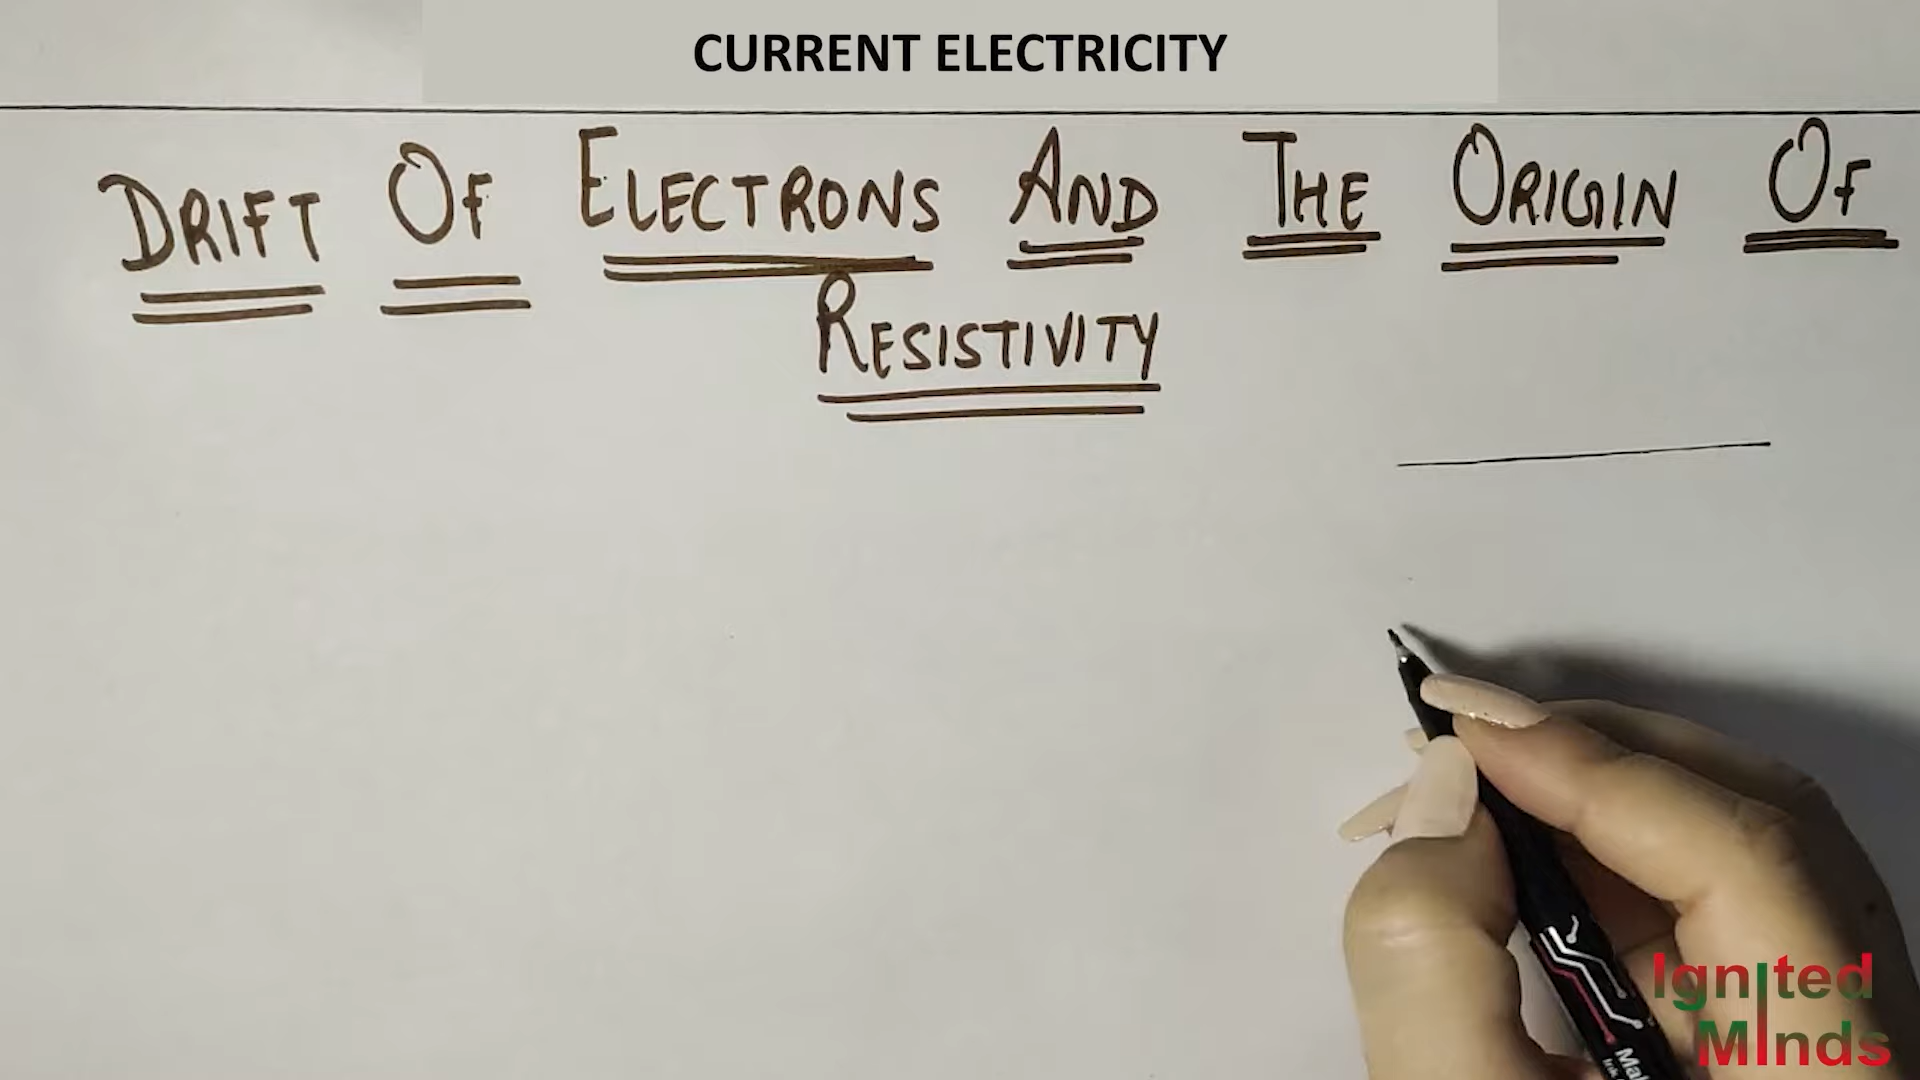 CURRENT ELECTRICITY
DRIFT OF ELECTRONS AND THE ORIGIN OF
RESISTIVITY
Ignited
Minds